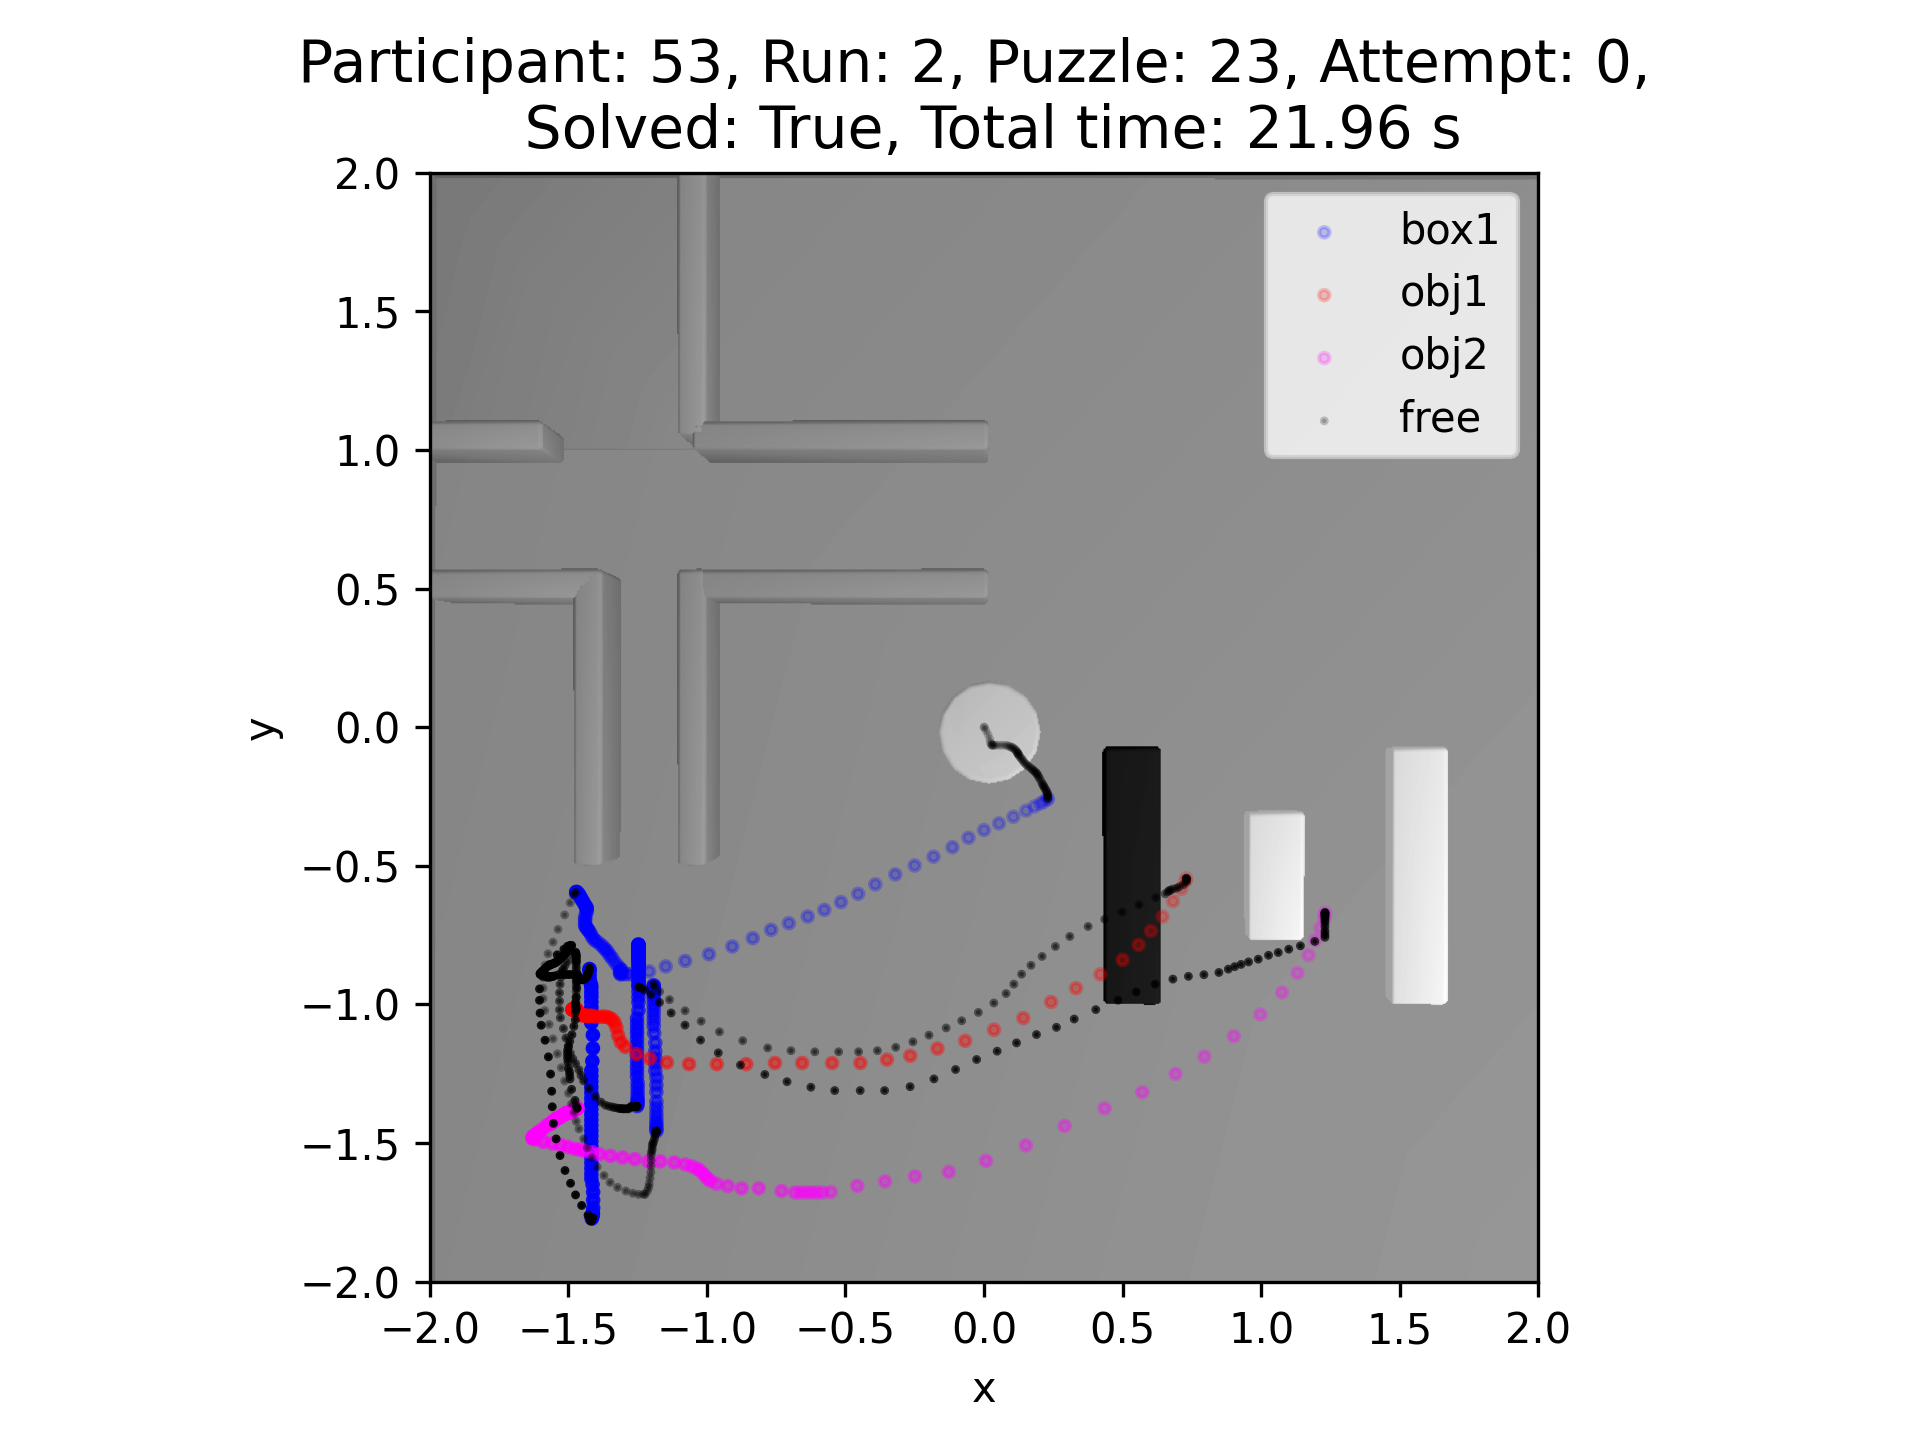 Participant: 53, Run: 2, Puzzle: 23, Attempt: 0,
Solved: True, Total time: 21.96 s
box1
obj1
obj2
free
2.0
1.5
1.0
0.5
0.0
−0.5
−1.0
−1.5
−2.0
y
−2.0 −1.5 −1.0 −0.5 0.0 0.5 1.0 1.5 2.0
x